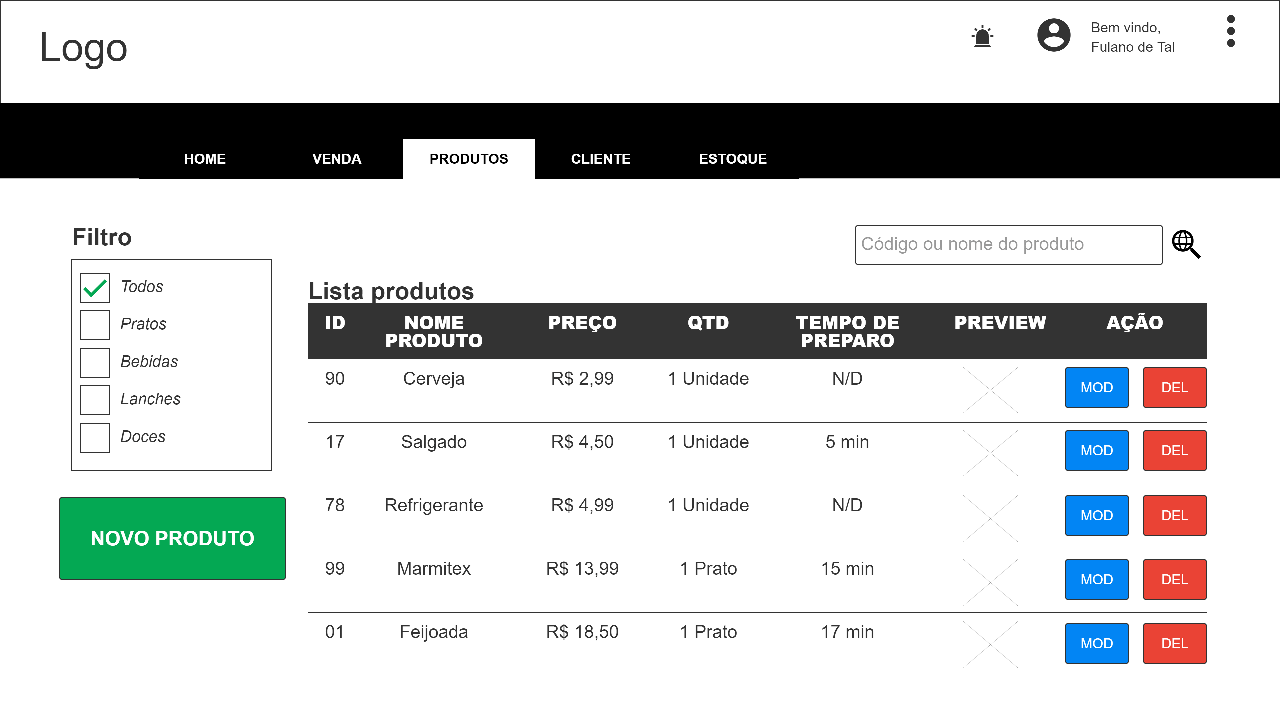 Logo
Bem vindo,
Fulano de Tal
HOME VENDA PRODUTOS CLIENTE ESTOQUE
Filtro
Todos
Pratos
Bebidas
Lanches
Doces
NOVO PRODUTO
Código ou nome do produto
Lista produtos
ID NOME PRODUTO PREÇO QTD TEMPO DE PREPARO PREVIEW AÇÃO
90 Cerveja R$ 2,99 1 Unidade N/D MOD DEL
17 Salgado R$ 4,50 1 Unidade 5 min MOD DEL
78 Refrigerante R$ 4,99 1 Unidade N/D MOD DEL
99 Marmitex R$ 13,99 1 Prato 15 min MOD DEL
01 Feijoada R$ 18,50 1 Prato 17 min MOD DEL